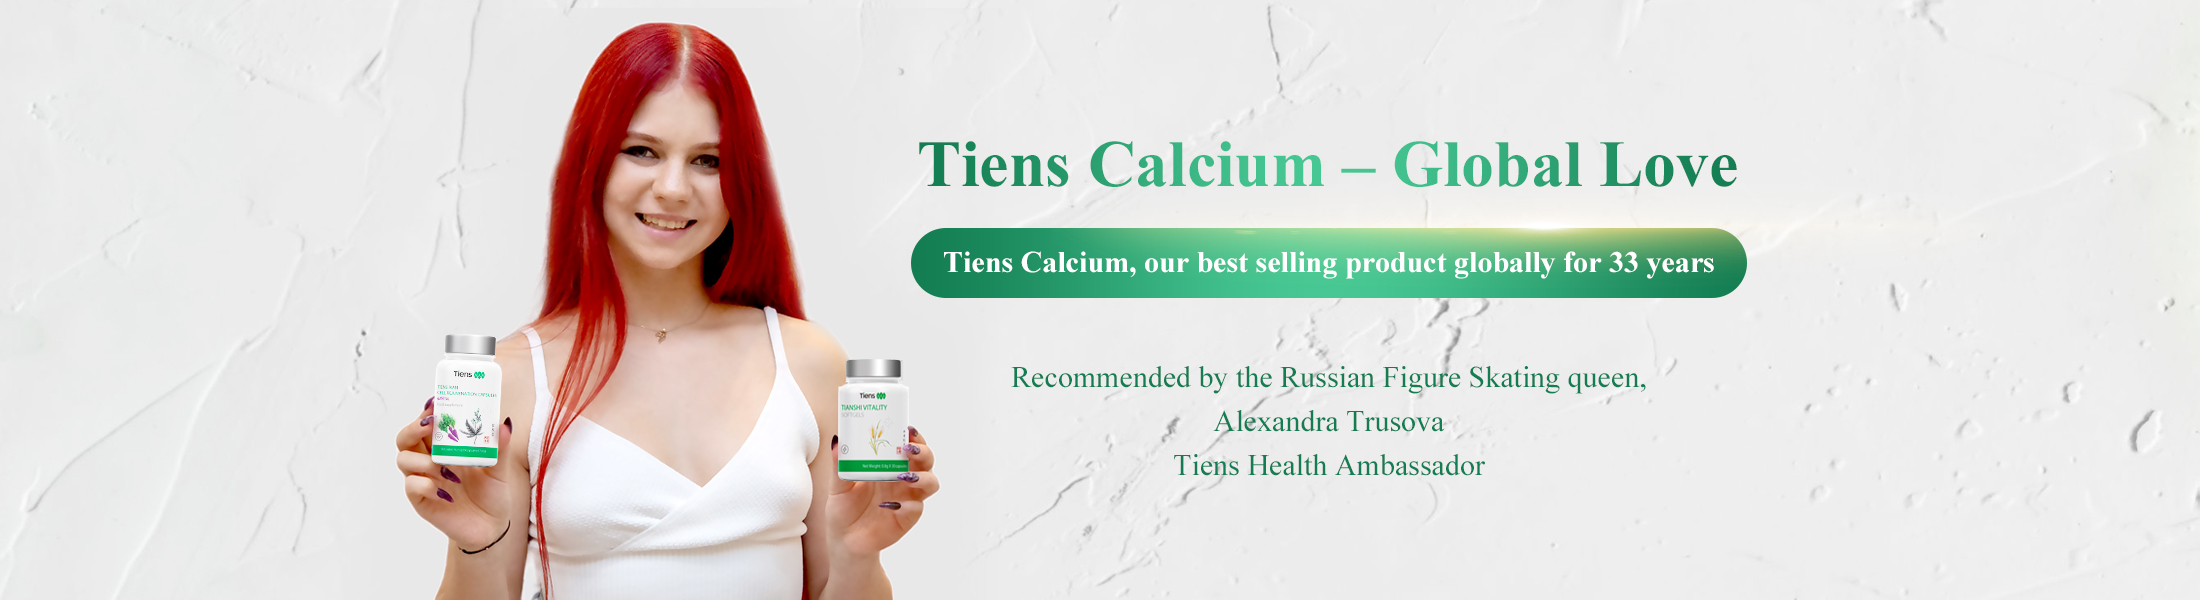 Tiens Calcium – Global Love
Tiens Calcium, our best selling product globally for 33 years
Recommended by the Russian Figure Skating queen,
Alexandra Trusova
Tiens Health Ambassador
Tiens
Tiens
TIANSHI VITALITY
SOFTGELS